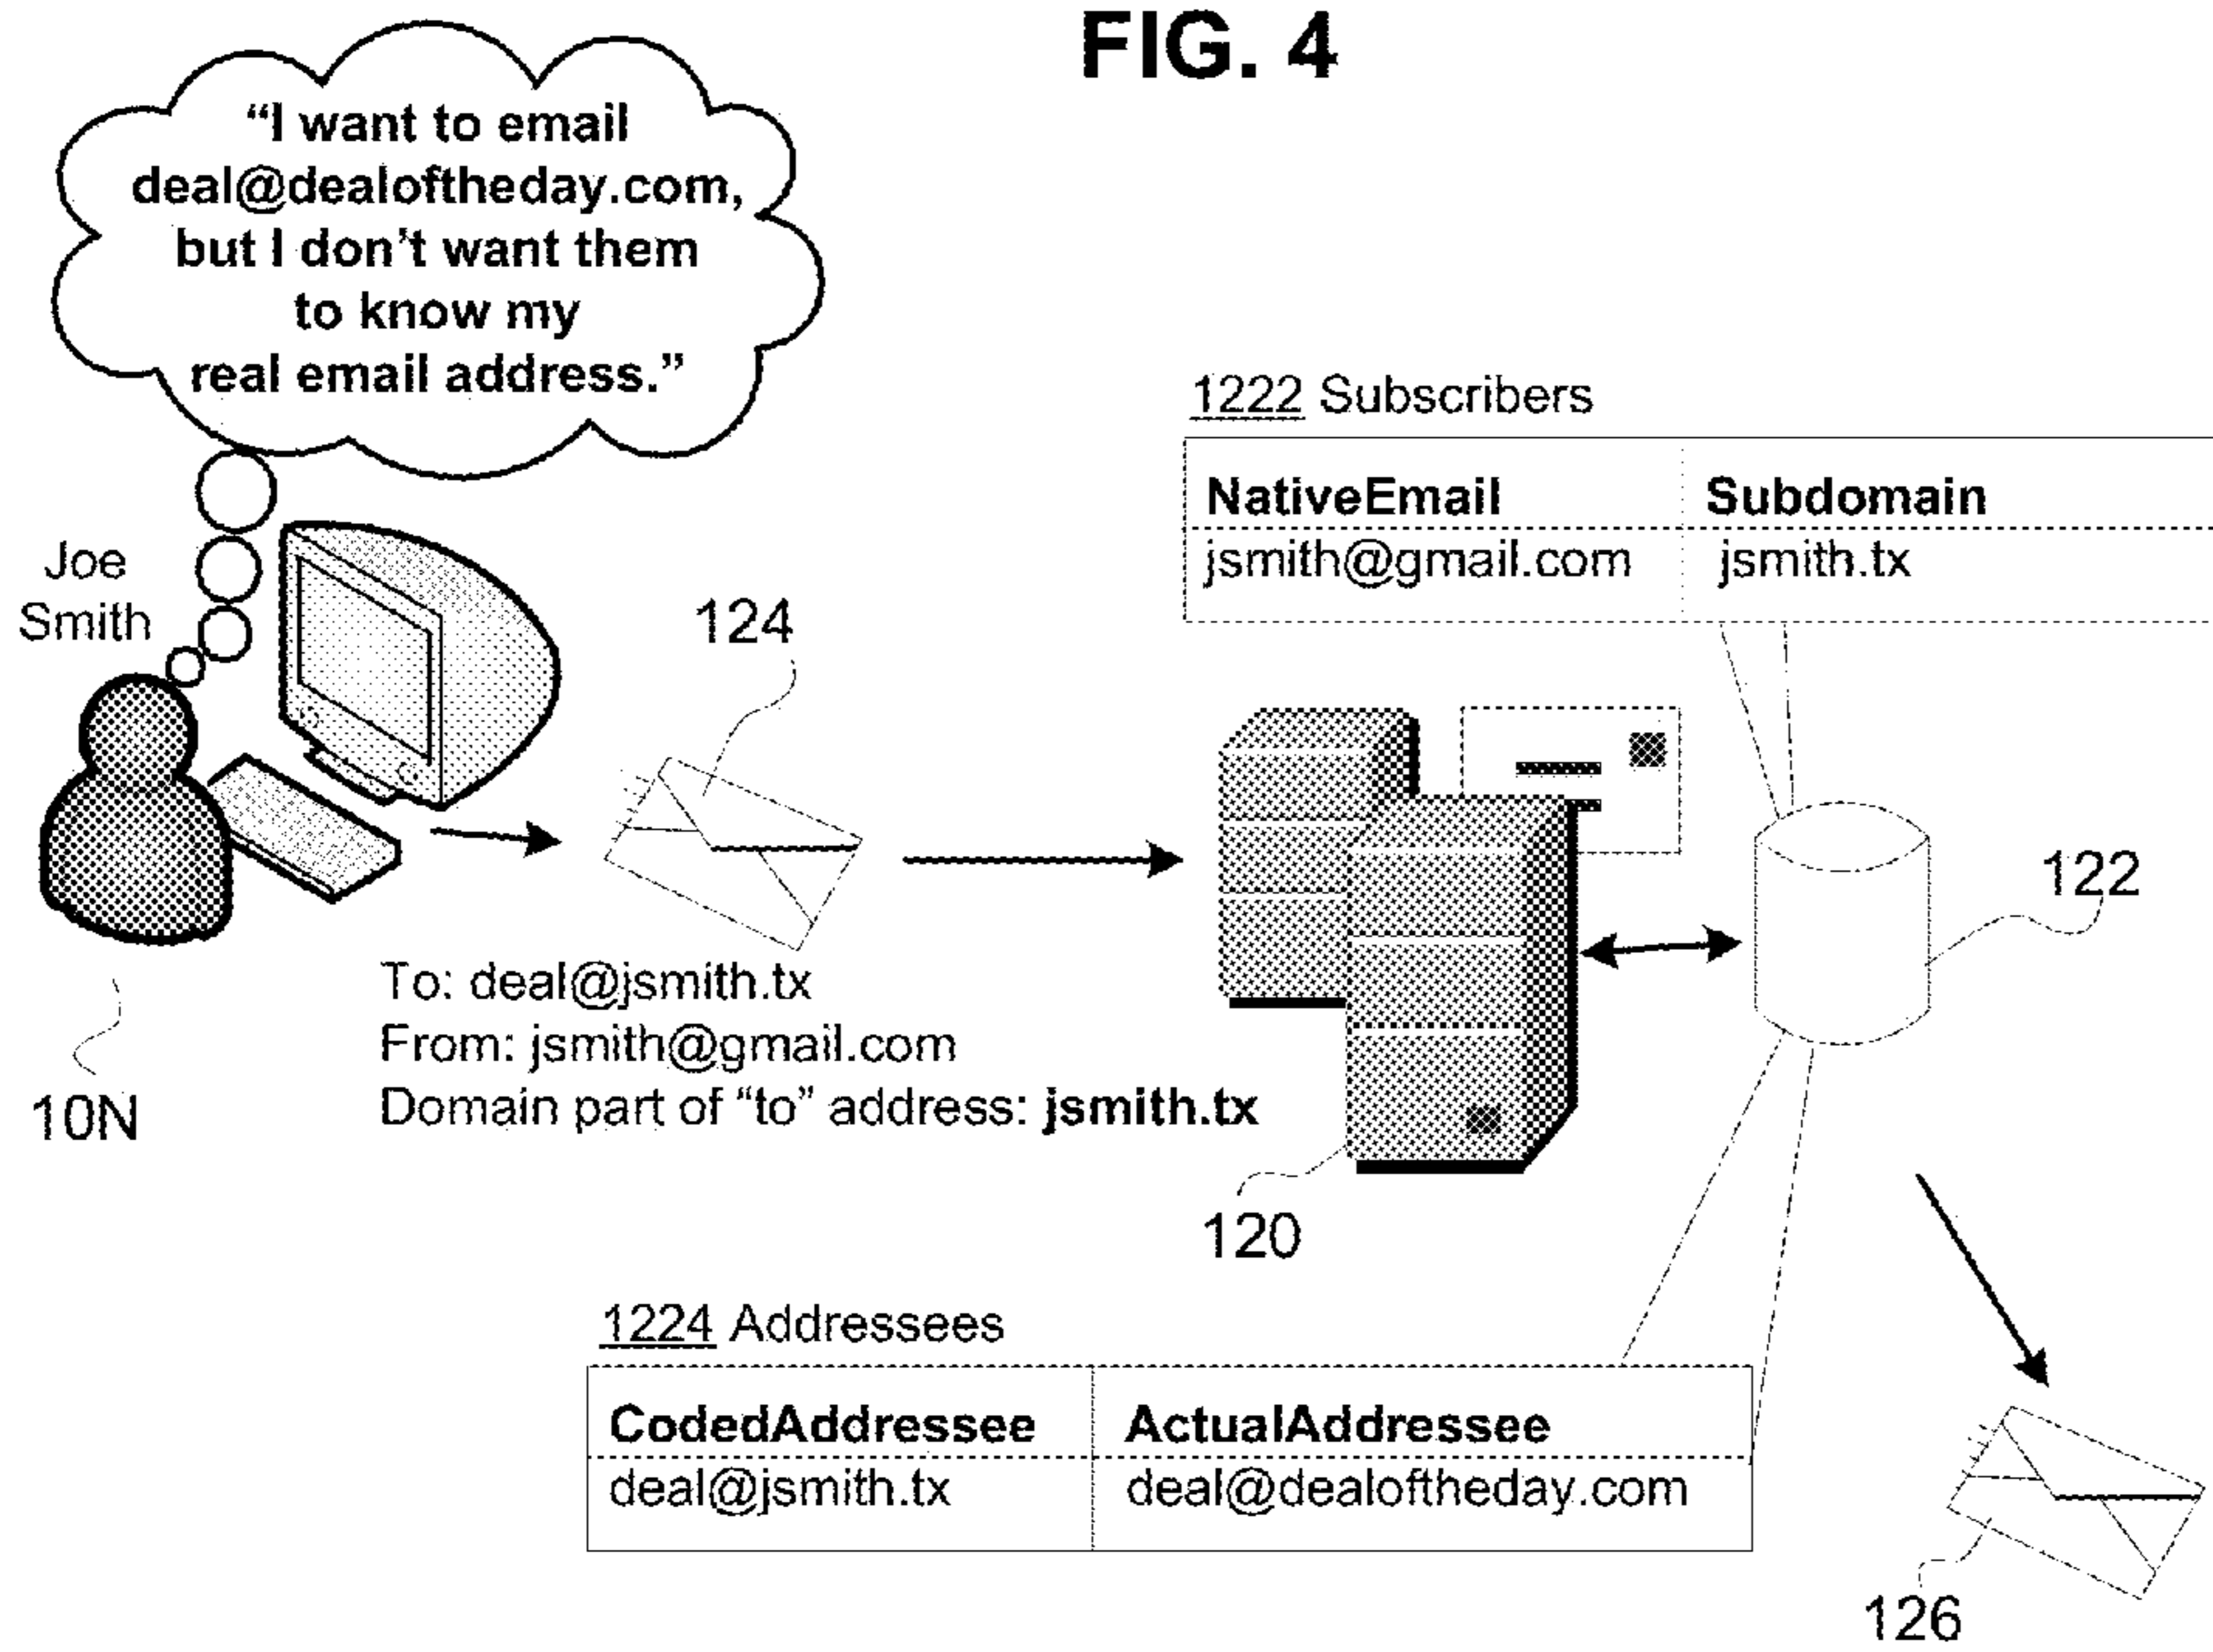 FIG. 4
“I want to email
deal@dealoftheday.com,
but I don’t want them
to know my
real email address.”
Joe
Smith
124
1222 Subscribers
NativeEmail Subdomain
jsmith@gmail.com jsmith.tx
122
To: deal@jsmith.tx
From: jsmith@gmail.com
Domain part of “to” address: jsmith.tx
10N
120
1224 Addressees
CodedAddressee ActualAddressee
deal@jsmith.tx deal@dealoftheday.com
126